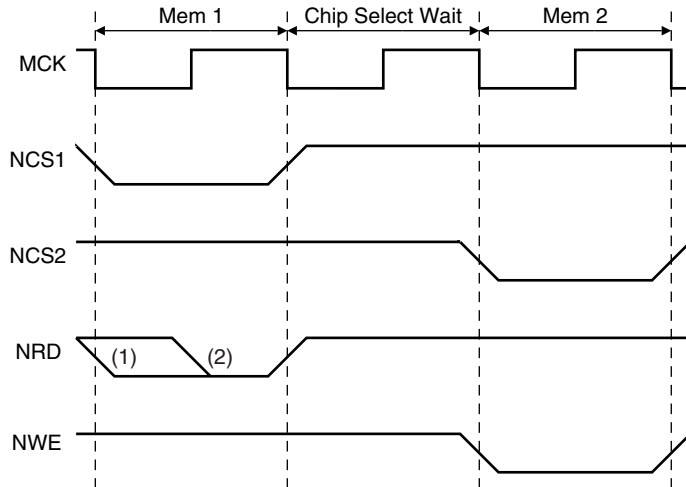 Mem 1 Chip Select Wait Mem 2
MCK
NCS1
NCS2
NRD (1) (2)
NWE